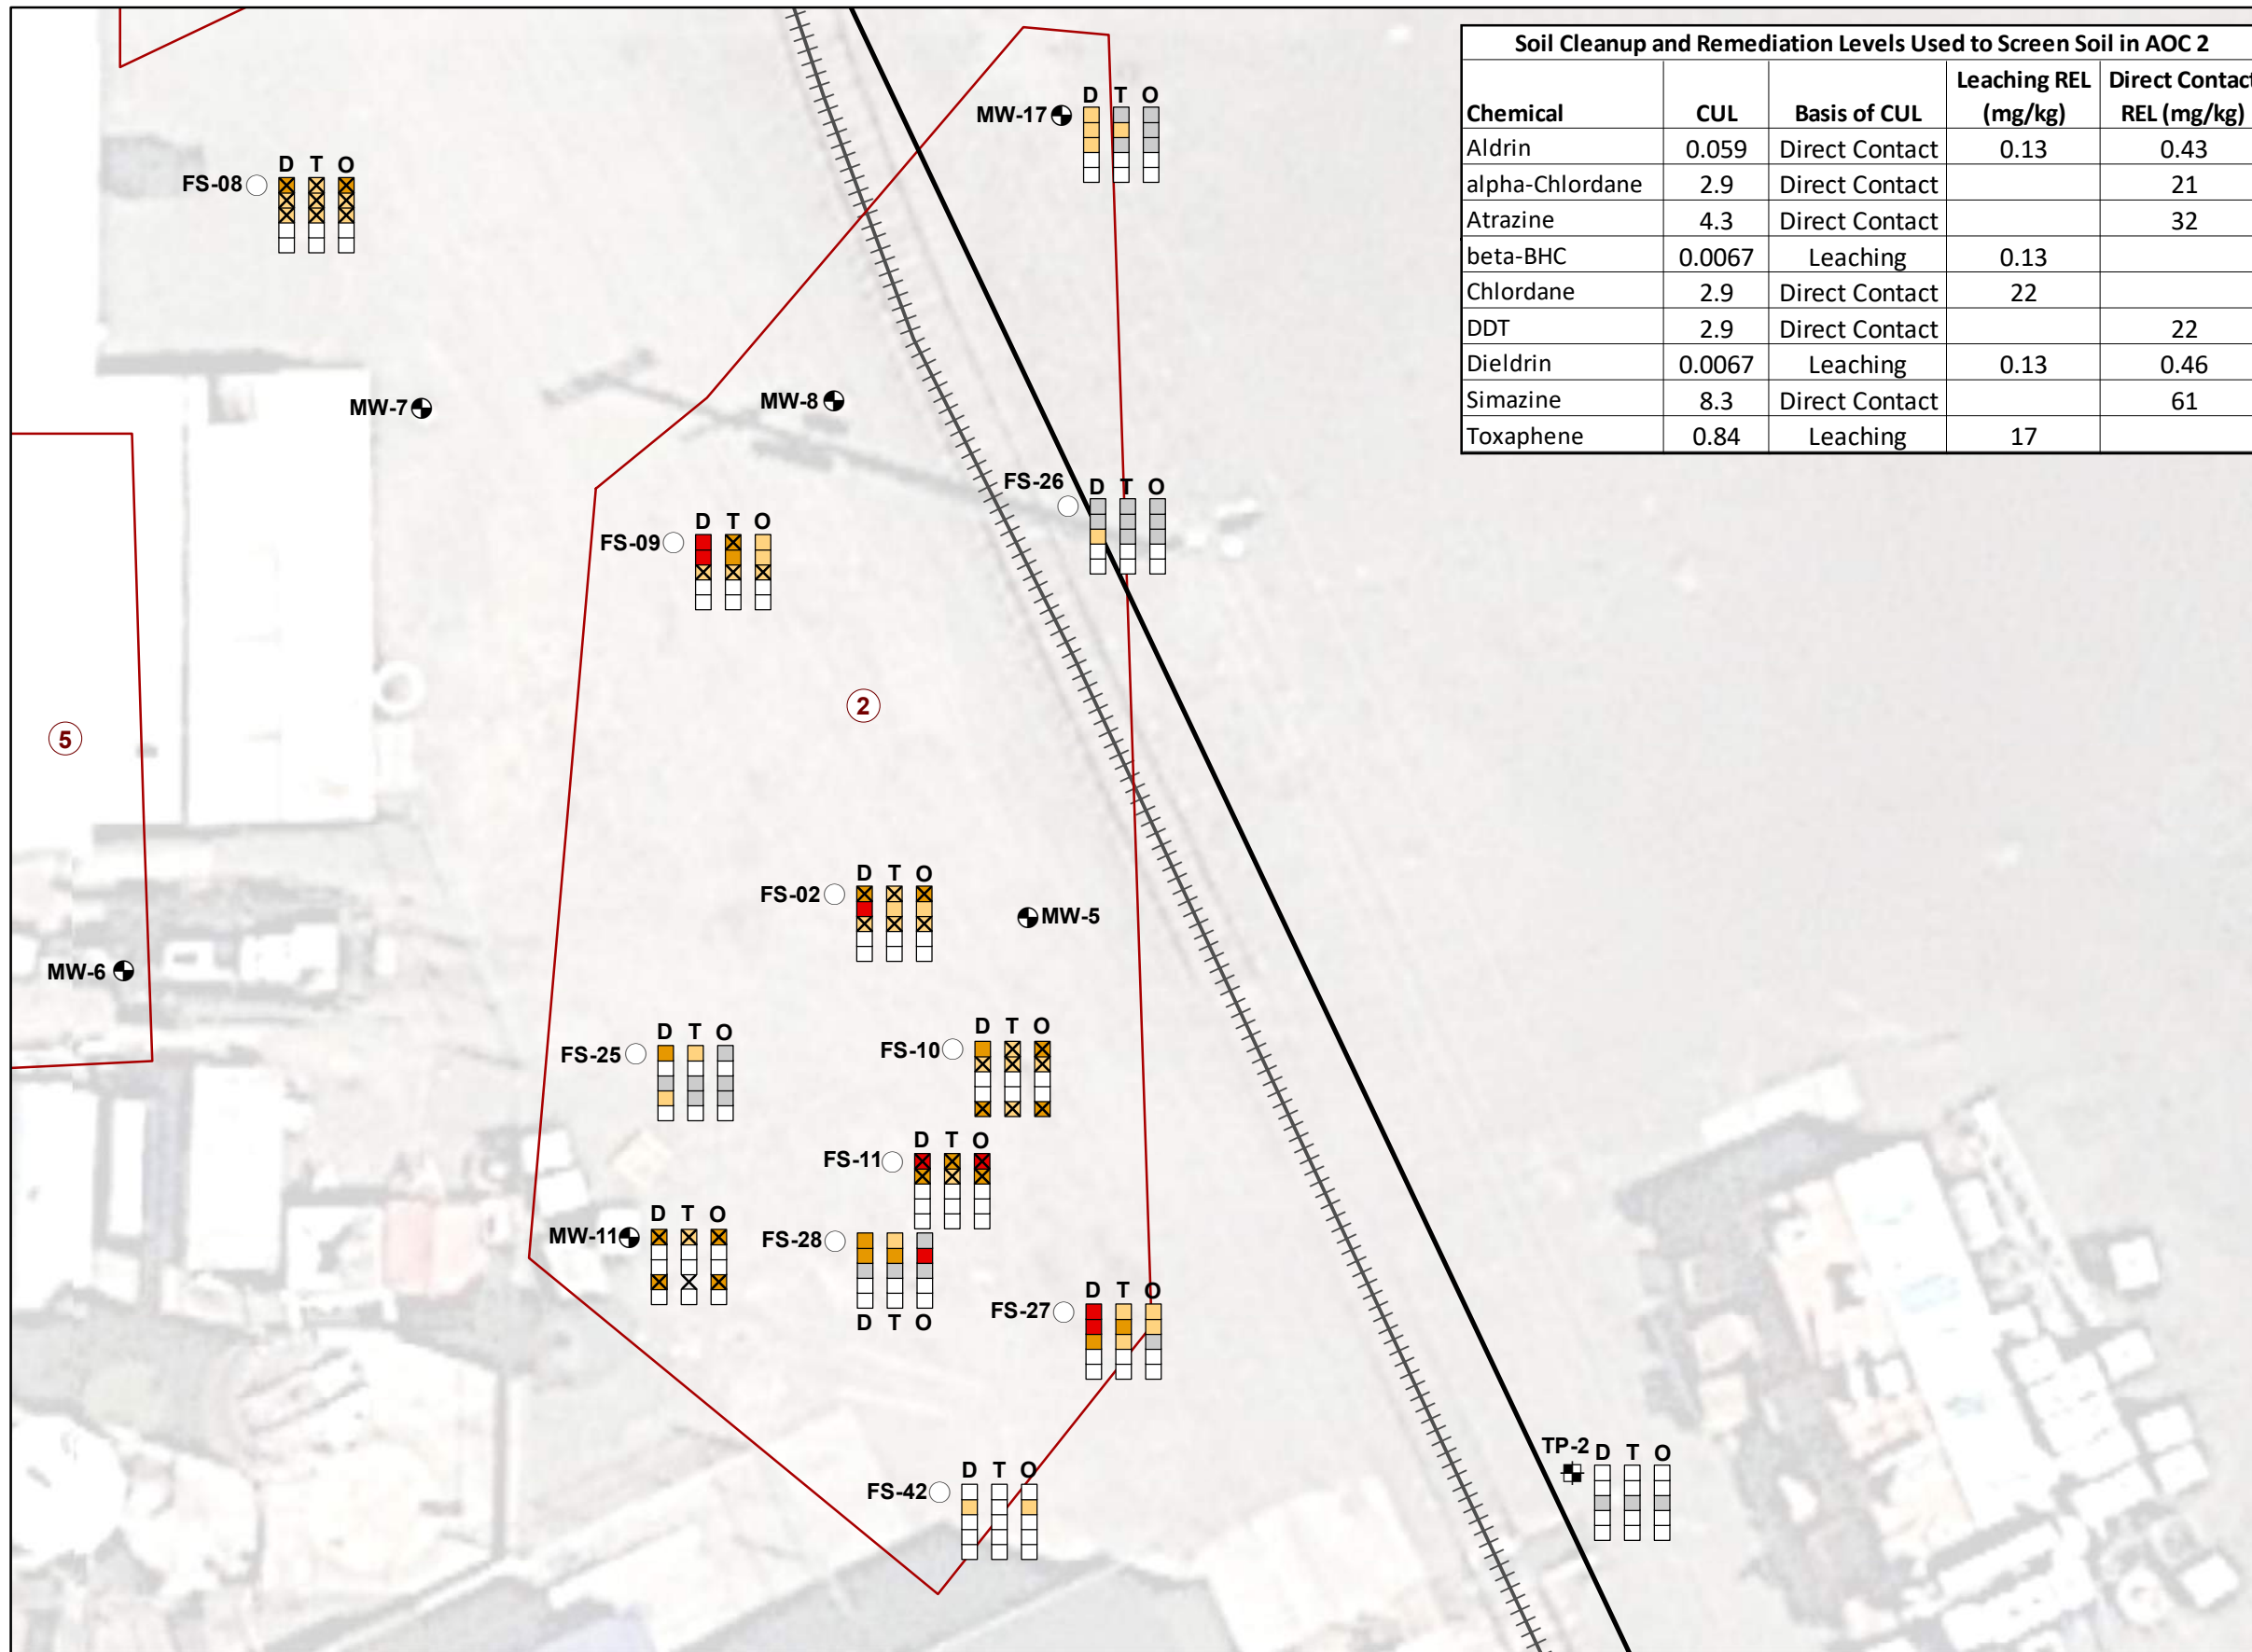 Soil Cleanup and Remediation Levels Used to Screen Soil in AOC 2
Chemical CUL Basis of CUL Leaching REL (mg/kg) Direct Contact REL (mg/kg)
Aldrin 0.059 Direct Contact 0.13 0.43
alpha-Chlordane 2.9 Direct Contact 21
Atrazine 4.3 Direct Contact 32
beta-BHC 0.0067 Leaching 0.13
Chlordane 2.9 Direct Contact 22
DDT 2.9 Direct Contact 22
Dieldrin 0.0067 Leaching 0.13 0.46
Simazine 8.3 Direct Contact 61
Toxaphene 0.84 Leaching 17
D T O
MW-17
D T O
FS-08
MW-7
MW-8
D T O
FS-26
D T O
FS-09
2
5
D T O
FS-02
MW-5
MW-6
D T O
FS-25
D T O
FS-10
D T O
FS-11
D T O
MW-11
FS-28
D T O
D T O
FS-27
D T O
FS-42
TP-2 D T O